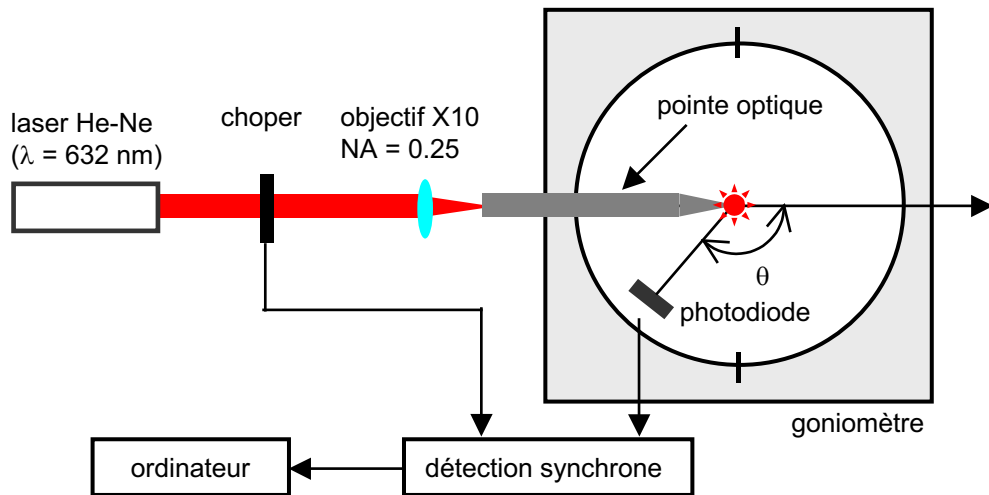 laser He-Ne
(λ = 632 nm)
choper
objectif X10
NA = 0.25
pointe optique
θ
photodiode
goniomètre
ordinateur
détection synchrone